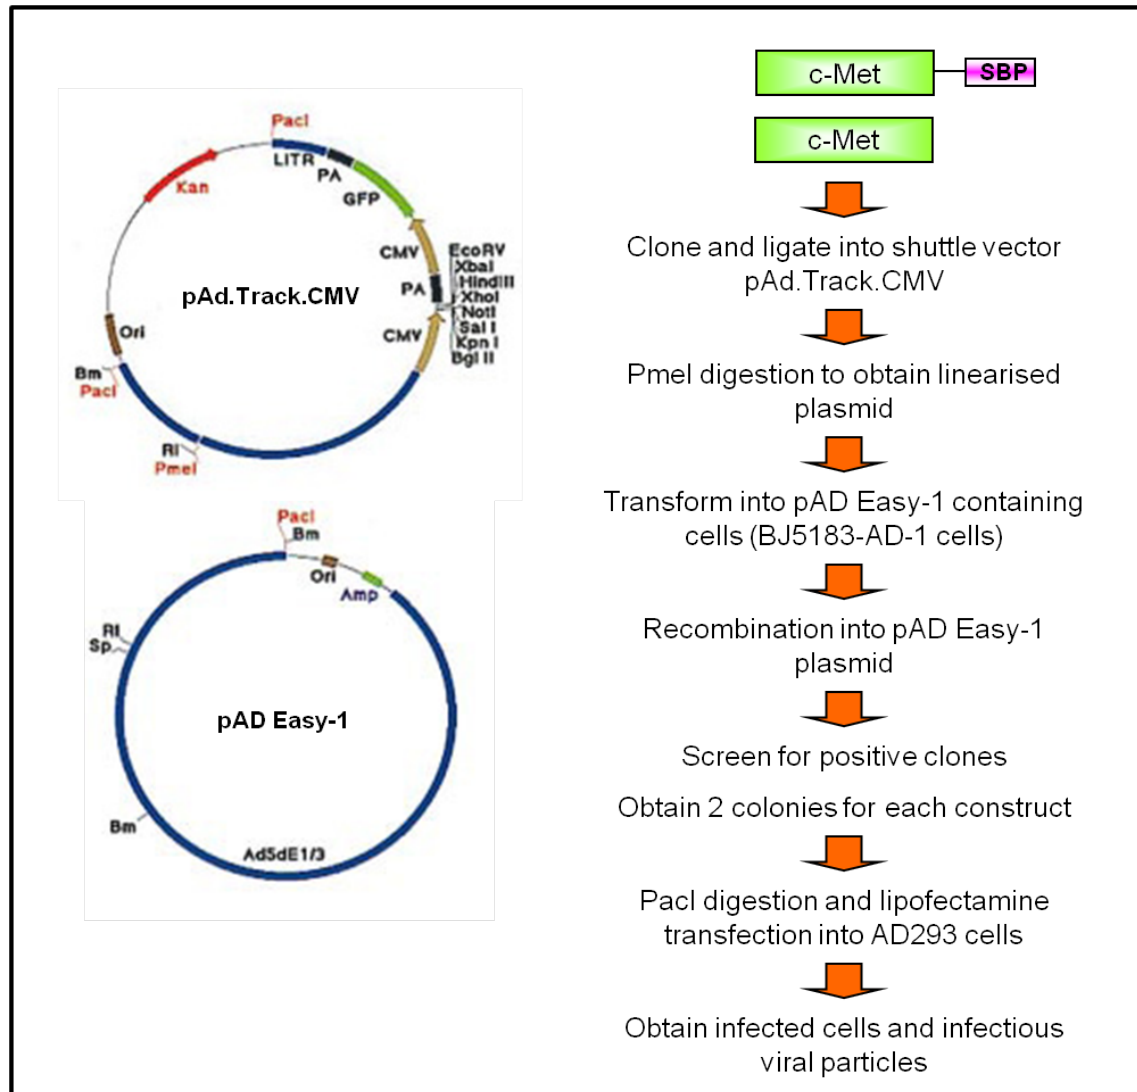 PacI
LITR
PA
GFP
Kan
CMV
EcoRV
XbaI
HindIII
XhoI
NotI
Sal I
Kpn I
Bgl II
PA
CMV
pAd.Track.CMV
Ori
Bm
PacI
RI
PmeI
PacI
Bm
Ori
Amp
RI
Sp
pAD Easy-1
Bm
Ad5dE1/3
c-Met
SBP
c-Met
Clone and ligate into shuttle vector
pAd.Track.CMV
PmeI digestion to obtain linearised
plasmid
Transform into pAD Easy-1 containing
cells (BJ5183-AD-1 cells)
Recombination into pAD Easy-1
plasmid
Screen for positive clones
Obtain 2 colonies for each construct
PacI digestion and lipofectamine
transfection into AD293 cells
Obtain infected cells and infectious
viral particles